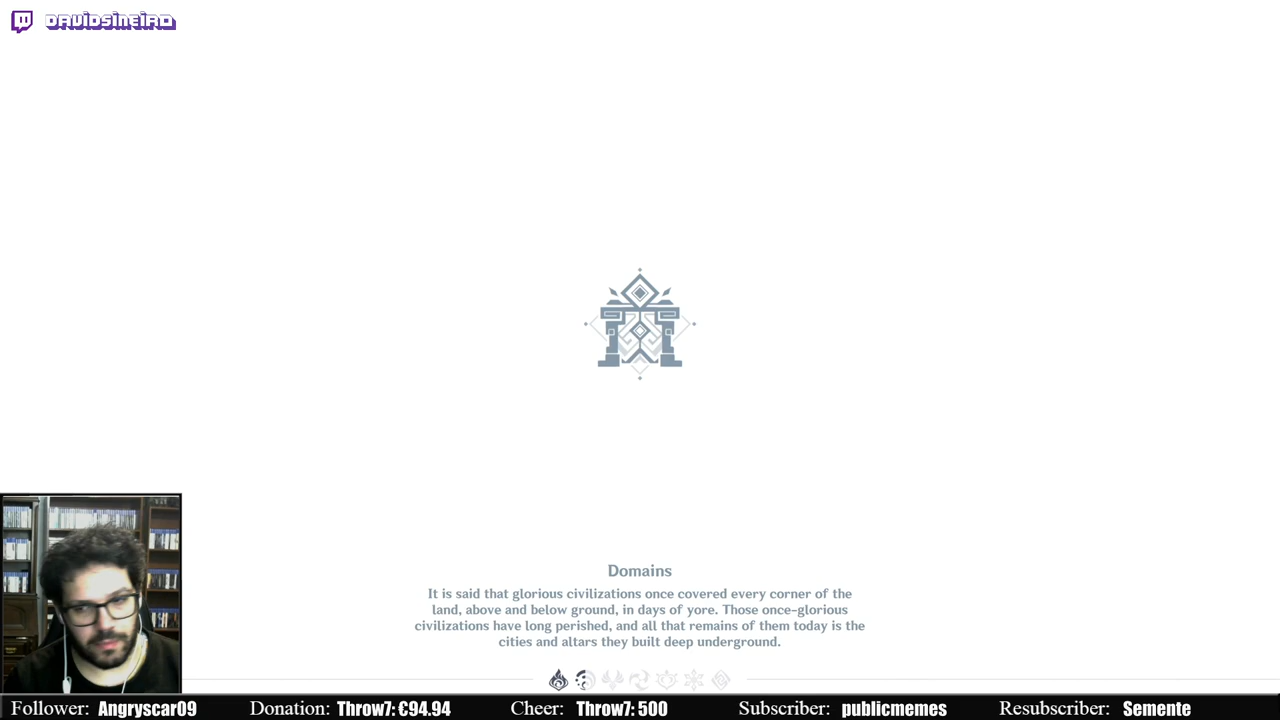 DAVIDSINEIRO
Domains
It is said that glorious civilizations once covered every corner of the
land, above and below ground, in days of yore. Those once-glorious
civilizations have long perished, and all that remains of them today is the
cities and altars they built deep underground.
Follower: Angryscar09 Donation: Throw7: €94.94 Cheer: Throw7: 500 Subscriber: publicmemes Resubscriber: Semente